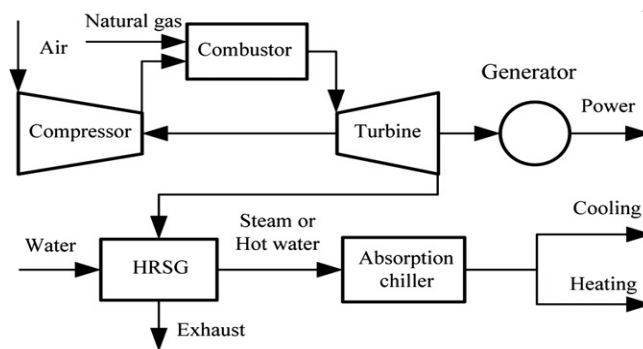 Natural gas
Air
Combustor
Generator
Power
Compressor
Turbine
Cooling
Steam or
Hot water
Water
HRSG
Absorption
chiller
Heating
Exhaust